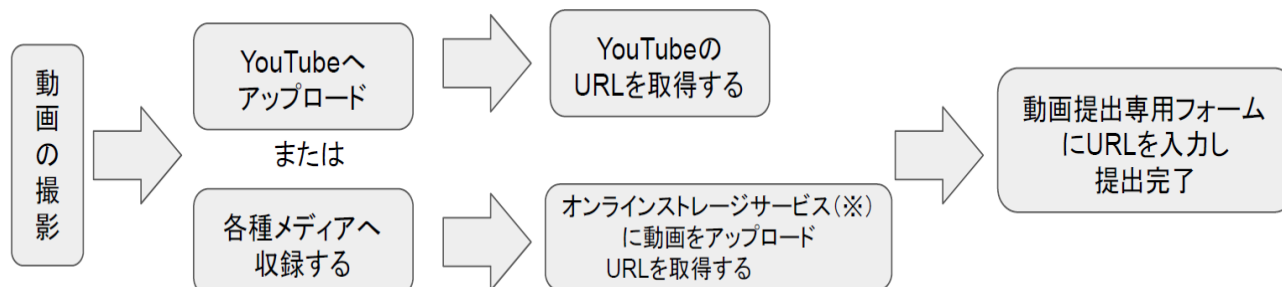 動画の撮影
YouTubeへ
アップロード
または
各種メディアへ
収録する
YouTubeの
URLを取得する
オンラインストレージサービス(※)
に動画をアップロード
URLを取得する
動画提出専用フォーム
にURLを入力し
提出完了